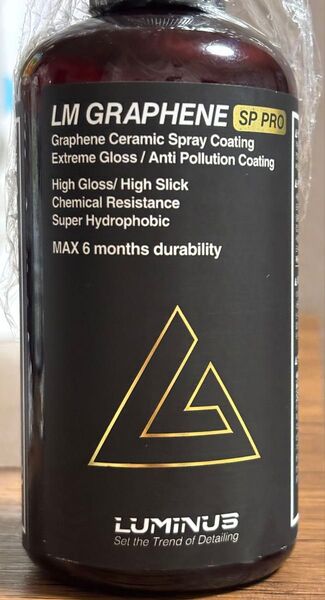 LM GRAPHENE SP PRO
Graphene Ceramic Spray Coating
Extreme Gloss / Anti Pollution Coating
High Gloss/ High Slick
Chemical Resistance
Super Hydrophobic
MAX 6 months durability
LUMINUS
Set the Trend of Detailing